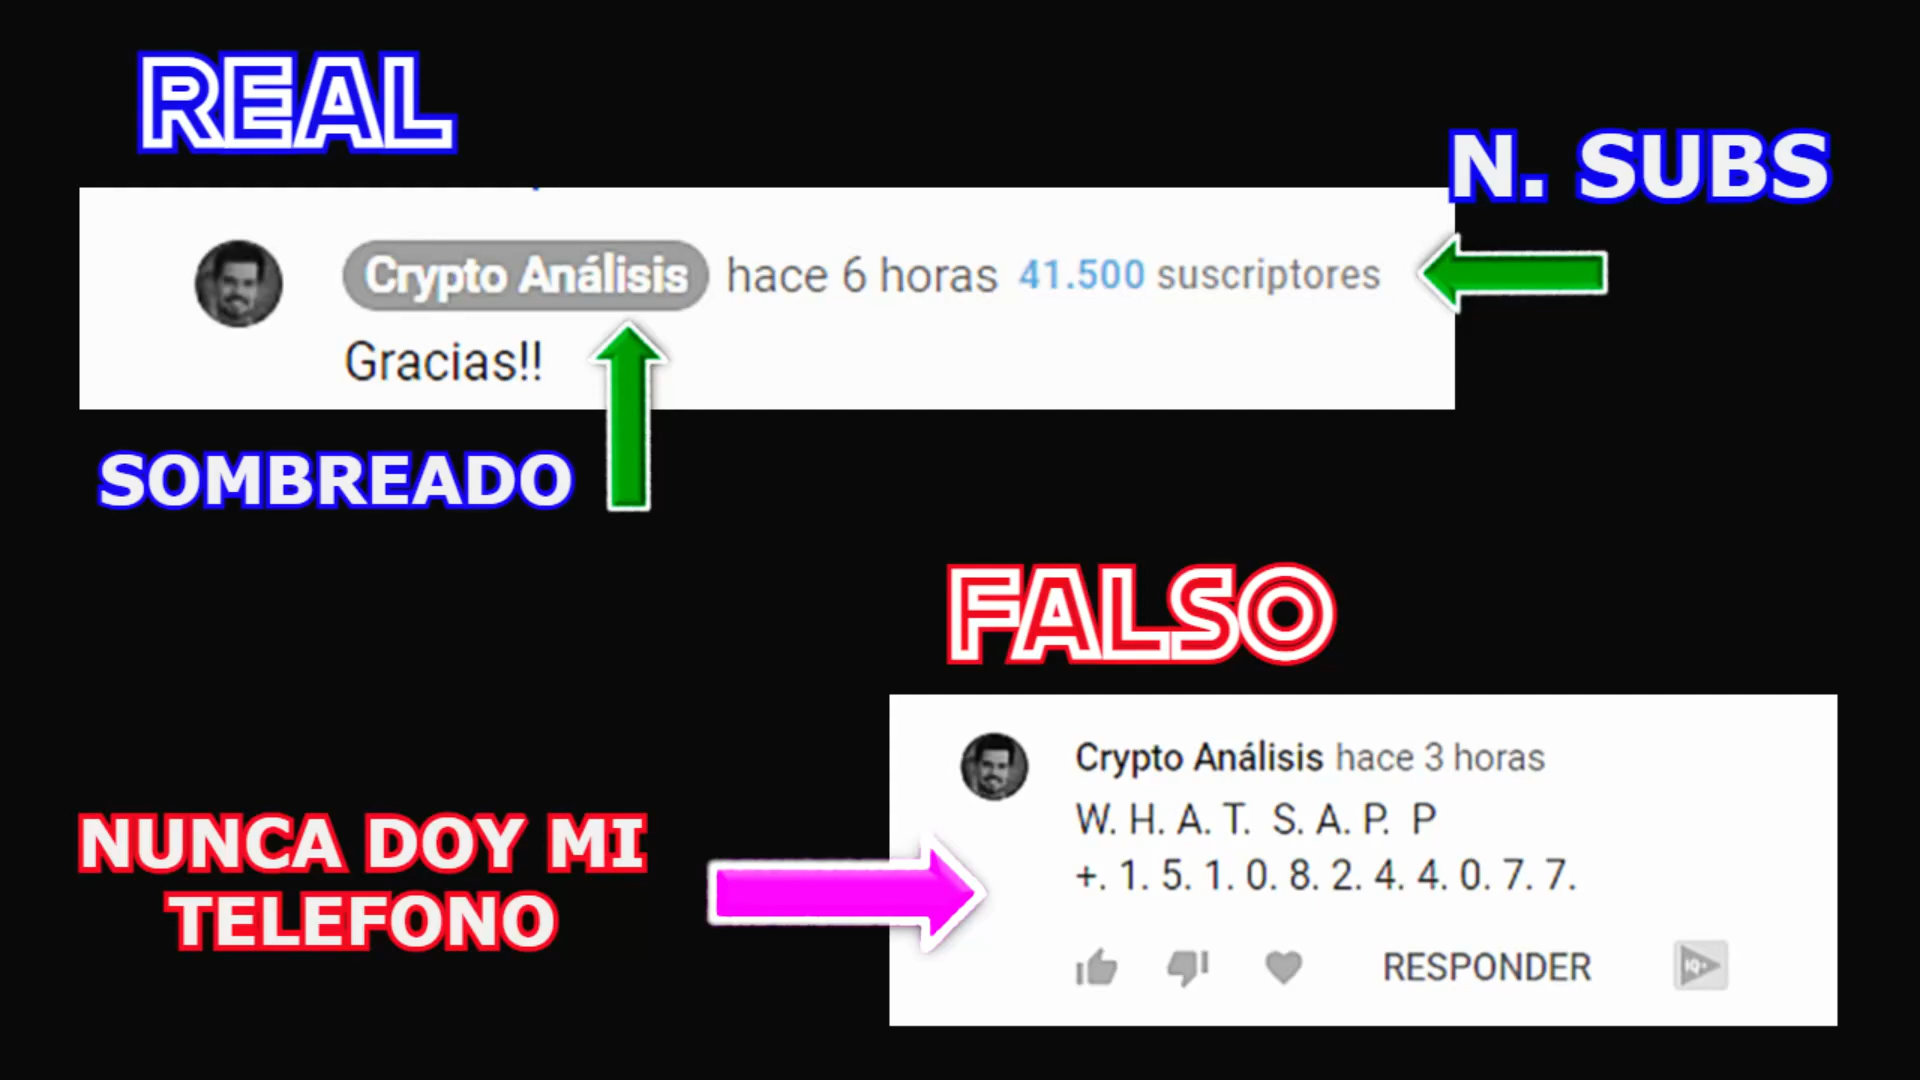 REAL
N. SUBS
Crypto Análisis hace 6 horas 41.500 suscriptores
Gracias!!
SOMBREADO
FALSO
Crypto Análisis hace 3 horas
W. H. A. T. S. A. P. P
+. 1. 5. 1. 0. 8. 2. 4. 4. 0. 7. 7.
NUNCA DOY MI
TELEFONO
RESPONDER
IQ+